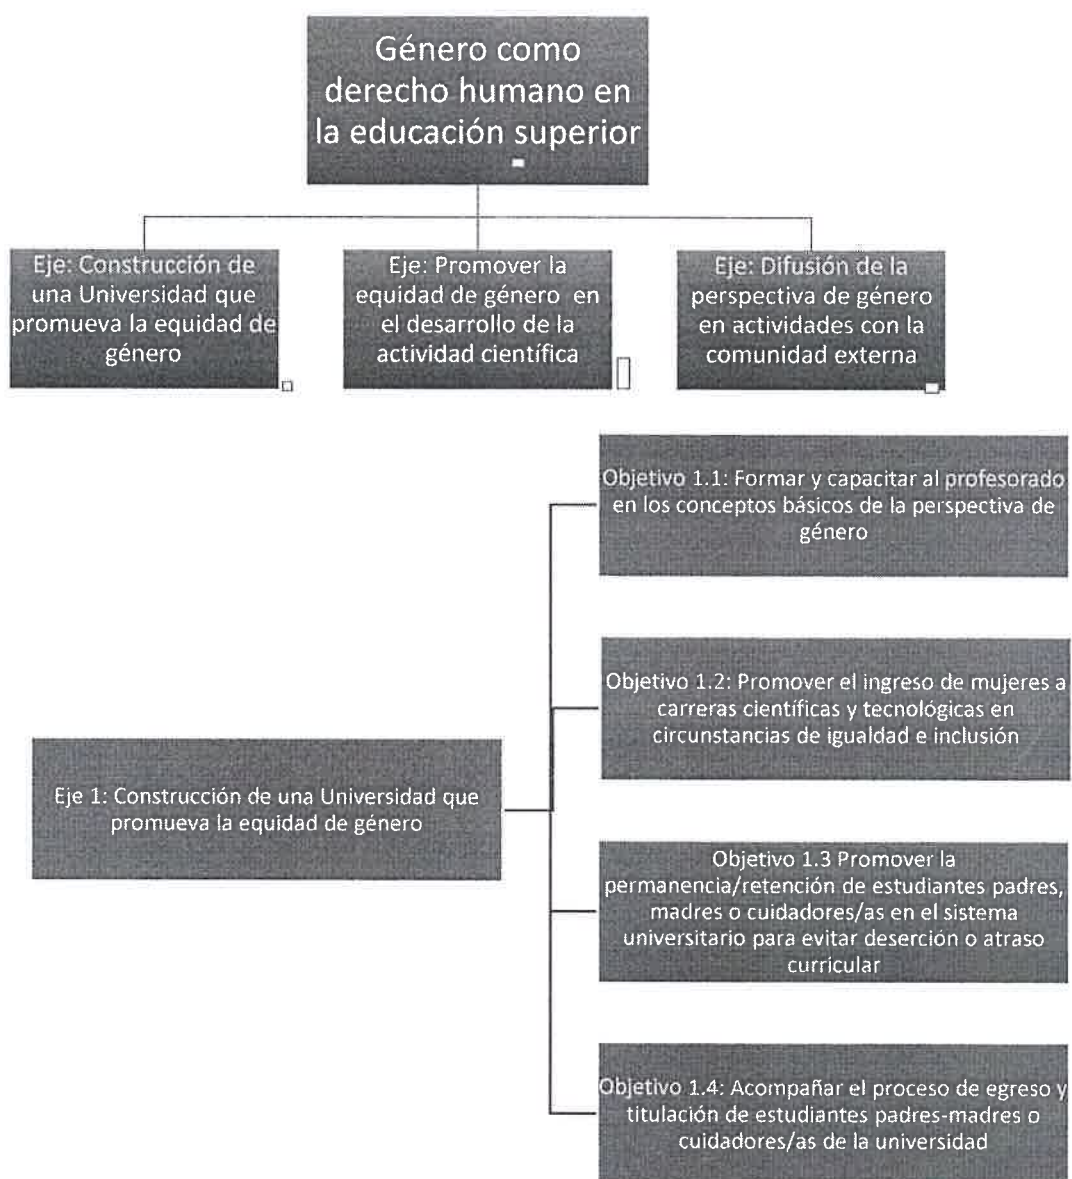 Género como
derecho humano en
la educación superior
Eje: Construcción de
una Universidad que
promueva la equidad de
género
Eje: Promover la
equidad de género en
el desarrollo de la
actividad científica
Eje: Difusión de la
perspectiva de género
en actividades con la
comunidad externa
Objetivo 1.1: Formar y capacitar al profesorado
en los conceptos básicos de la perspectiva de
género
Objetivo 1.2: Promover el ingreso de mujeres a
carreras científicas y tecnológicas en
circunstancias de igualdad e inclusión
Eje 1: Construcción de una Universidad que
promueva la equidad de género
Objetivo 1.3 Promover la
permanencia/retención de estudiantes padres,
madres o cuidadores/as en el sistema
universitario para evitar deserción o atraso
curricular
Objetivo 1.4: Acompañar el proceso de egreso y
titulación de estudiantes padres-madres o
cuidadores/as de la universidad